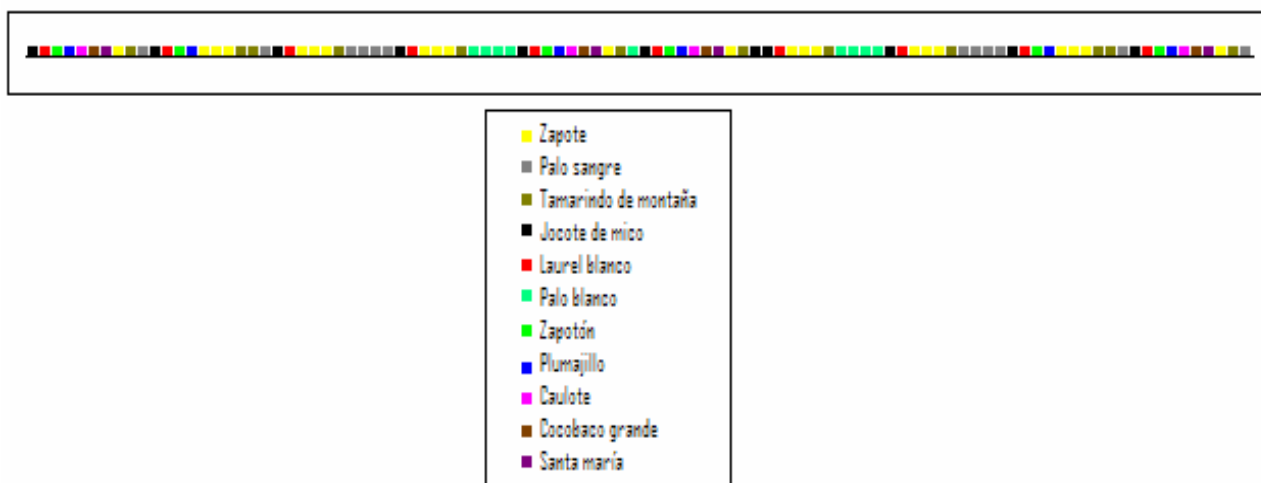 Zapote
Palo sangre
Tamarindo de montaña
Jocote de mico
Laurel blanco
Palo blanco
Zapotón
Plumajillo
Caulote
Cocobaco grande
Santa maría